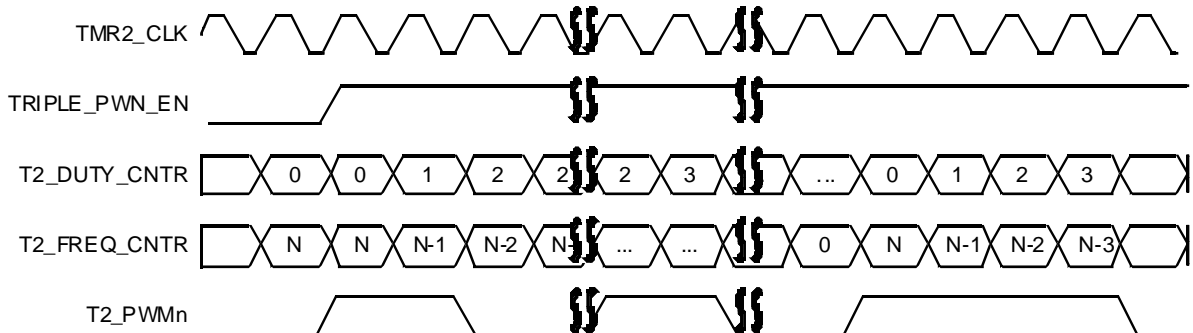 TMR2_CLK
TRIPLE_PWN_EN
T2_DUTY_CNTR 0 0 1 2 2 2 3 ... 0 1 2 3
T2_FREQ_CNTR N N N-1 N-2 N- ... ... 0 N N-1 N-2 N-3
T2_PWMn